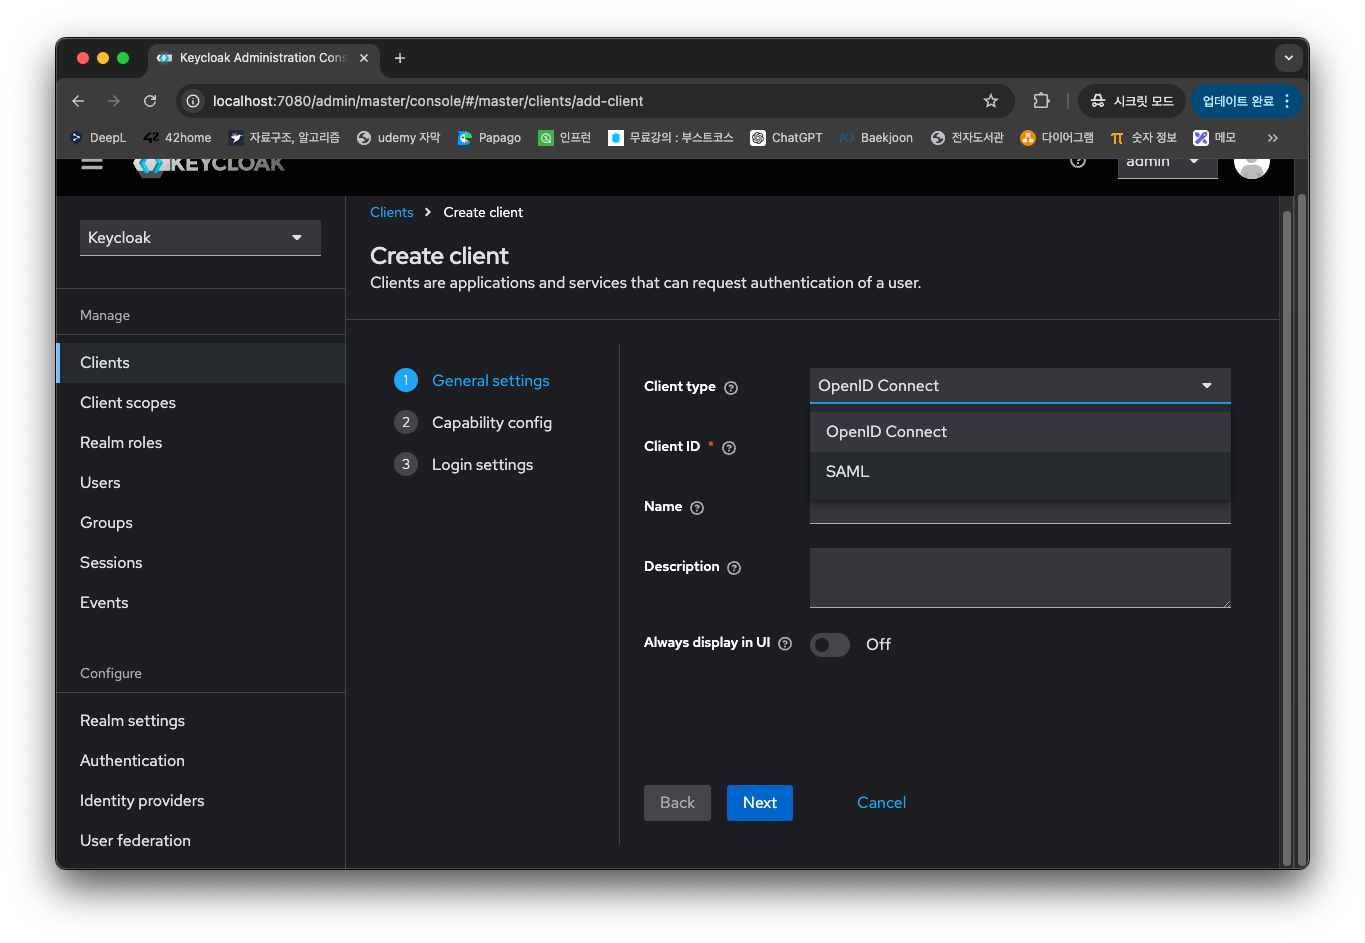 Keycloak Administration Cons
localhost:7080/admin/master/console/#/master/clients/add-client
시크릿 모드
업데이트 완료
DeepL
42home
자료구조, 알고리즘
udemy 자막
Papago
인프런
무료강의 : 부스트코스
ChatGPT
Baekjoon
전자도서관
다이어그램
숫자 정보
메모
KEYCLOAK
admin
Keycloak
Manage
Clients
Client scopes
Realm roles
Users
Groups
Sessions
Events
Configure
Realm settings
Authentication
Identity providers
User federation
Clients > Create client
Create client
Clients are applications and services that can request authentication of a user.
1 General settings
2 Capability config
3 Login settings
Client type
OpenID Connect
OpenID Connect
SAML
Client ID *
Name
Description
Always display in UI
Off
Back
Next
Cancel